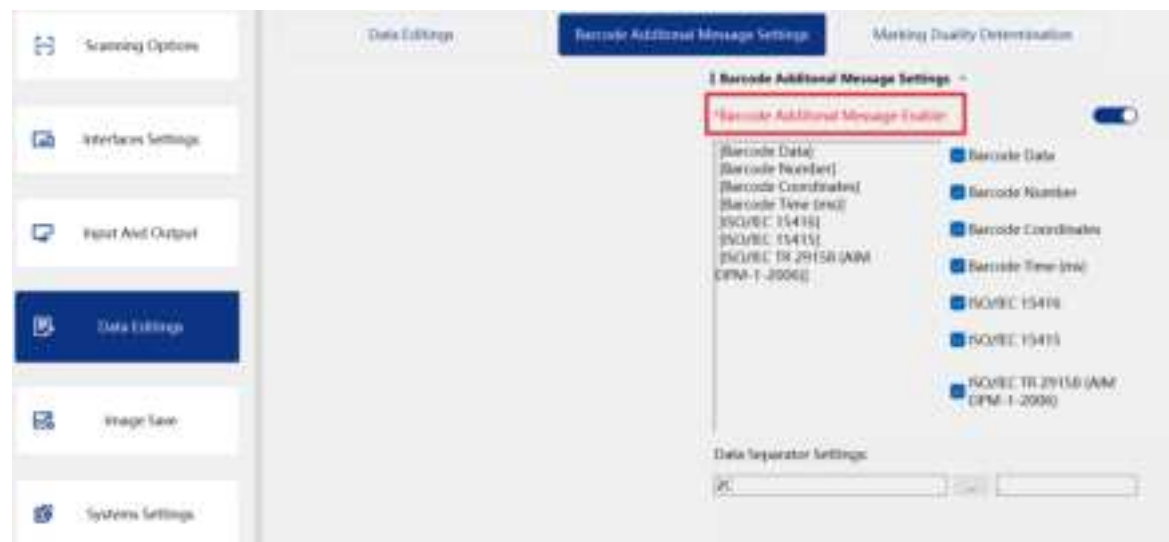 Scanning Options
Interfaces Settings
Input And Output
Data Editings
Image Save
Systems Settings
Data Editings
Barcode Additional Message Settings
Marking Duality Determination
Barcode Additonal Message Settings
*Barcode Additonal Message Enable
[Barcode Data]
[Barcode Number]
[Barcode Coordinates]
[Barcode Time (ms)]
[ISO/IEC 15416]
[ISO/IEC 15415]
[ISO/IEC TR 29158 (AIM
DPM-1-2006)]
Barcode Data
Barcode Number
Barcode Coordinates
Barcode Time (ms)
ISO/IEC 15416
ISO/IEC 15415
ISO/IEC TR 29158 (AIM
DPM-1-2006)
Data Separator Settings:
...